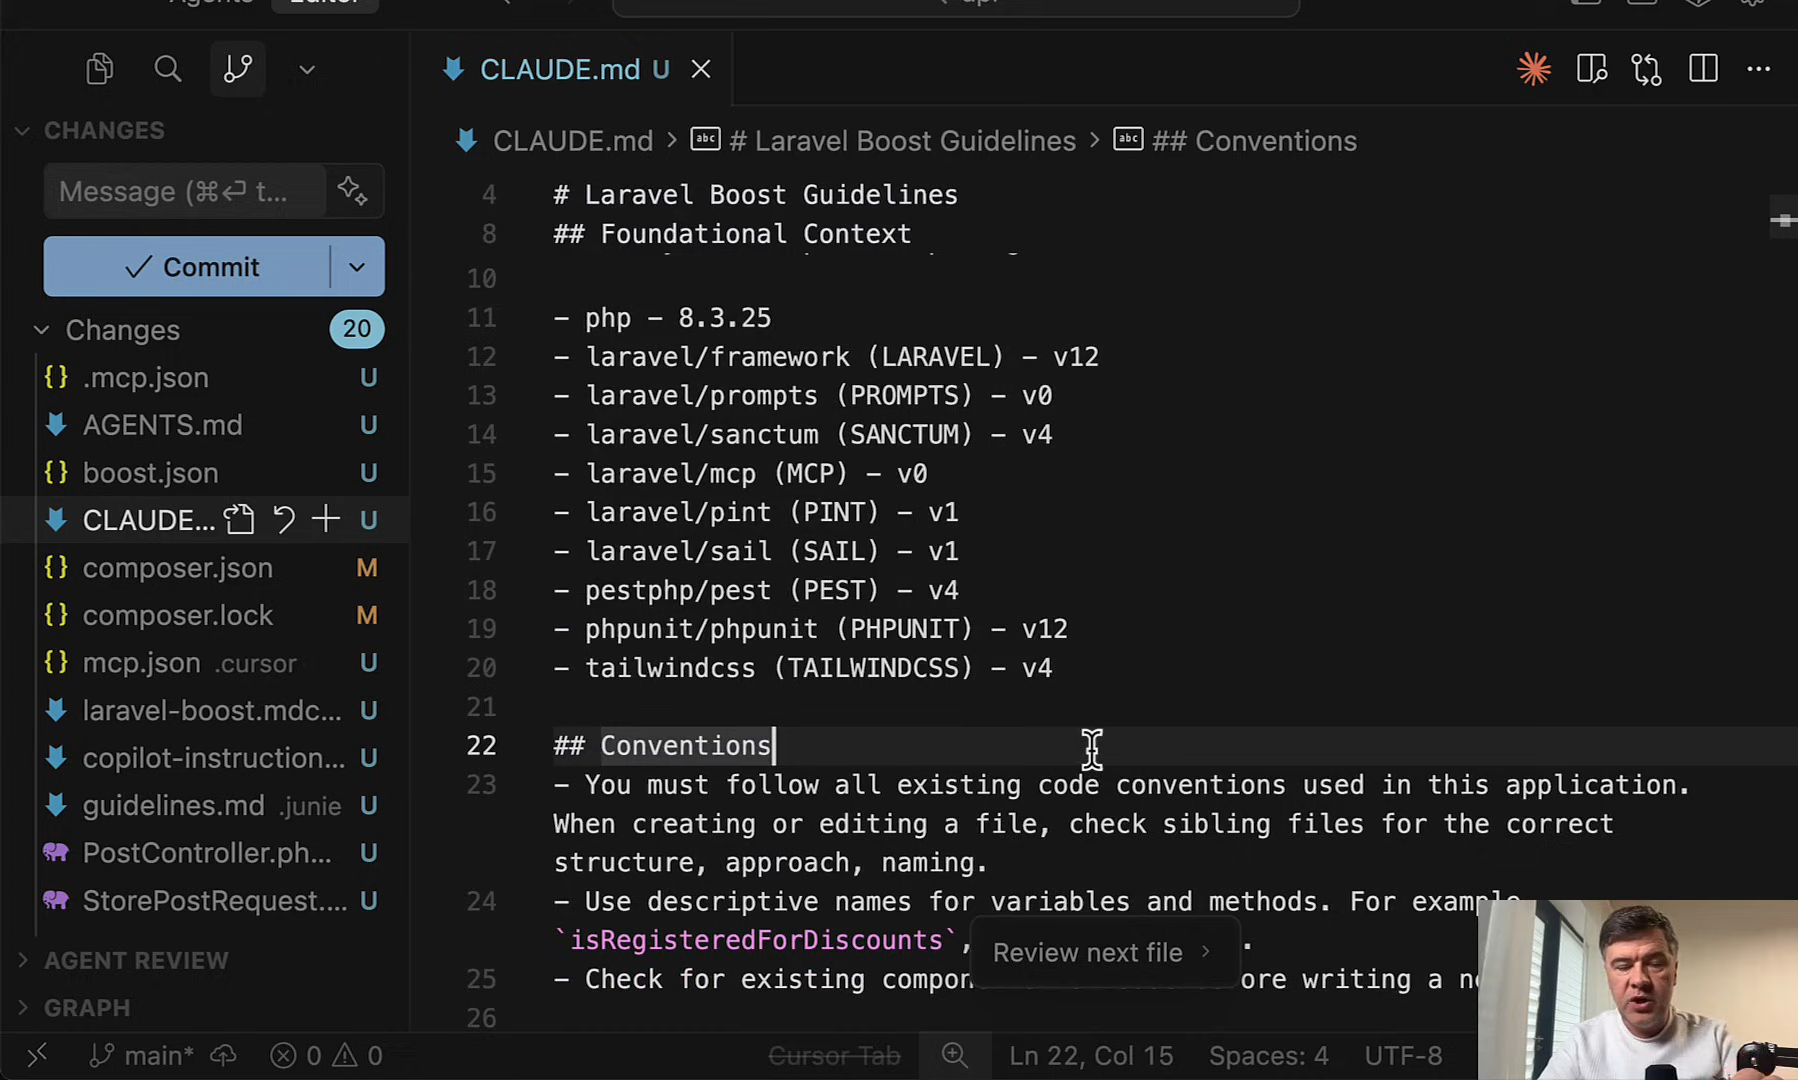 Agents Editor
CHANGES
Message (⌘⏎ t...
Commit
Changes 20
.mcp.json U
AGENTS.md U
boost.json U
CLAUDE... U
composer.json M
composer.lock M
mcp.json .cursor U
laravel-boost.mdc... U
copilot-instruction... U
guidelines.md .junie U
PostController.ph... U
StorePostRequest.... U
AGENT REVIEW
GRAPH
CLAUDE.md U
CLAUDE.md > # Laravel Boost Guidelines > ## Conventions
4 # Laravel Boost Guidelines
8 ## Foundational Context
10
11 - php - 8.3.25
12 - laravel/framework (LARAVEL) - v12
13 - laravel/prompts (PROMPTS) - v0
14 - laravel/sanctum (SANCTUM) - v4
15 - laravel/mcp (MCP) - v0
16 - laravel/pint (PINT) - v1
17 - laravel/sail (SAIL) - v1
18 - pestphp/pest (PEST) - v4
19 - phpunit/phpunit (PHPUNIT) - v12
20 - tailwindcss (TAILWINDCSS) - v4
21
22 ## Conventions
23 - You must follow all existing code conventions used in this application.
When creating or editing a file, check sibling files for the correct
structure, approach, naming.
24 - Use descriptive names for variables and methods. For example,
`isRegisteredForDiscounts`,
Review next file >
25 - Check for existing compon
writing a
26
main* 0 0
Cursor Tab
Ln 22, Col 15
Spaces: 4
UTF-8